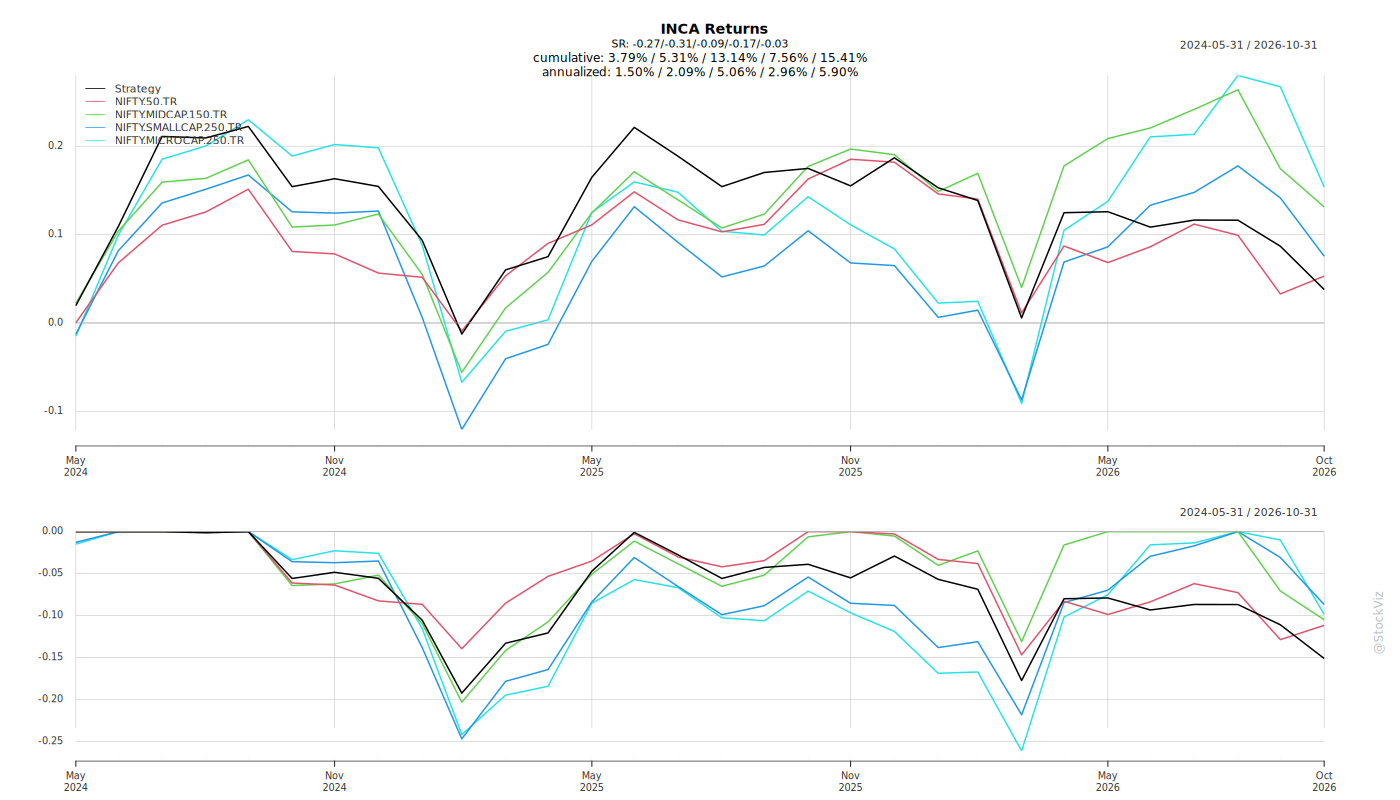 INCA Returns
SR: -0.27/-0.31/-0.09/-0.17/-0.03
cumulative: 3.79% / 5.31% / 13.14% / 7.56% / 15.41%
annualized: 1.50% / 2.09% / 5.06% / 2.96% / 5.90%
2024-05-31 / 2026-10-31
Strategy
NIFTY.50.TR
NIFTY.MIDCAP.150.TR
NIFTY.SMALLCAP.250.TR
NIFTY.MICROCAP.250.TR
0.2
0.1
0.0
-0.1
May Nov May Nov May Oct
2024 2024 2025 2025 2026 2026
2024-05-31 / 2026-10-31
0.00
-0.05
-0.10
-0.15
-0.20
-0.25
May Nov May Nov May Oct
2024 2024 2025 2025 2026 2026
@StockViz